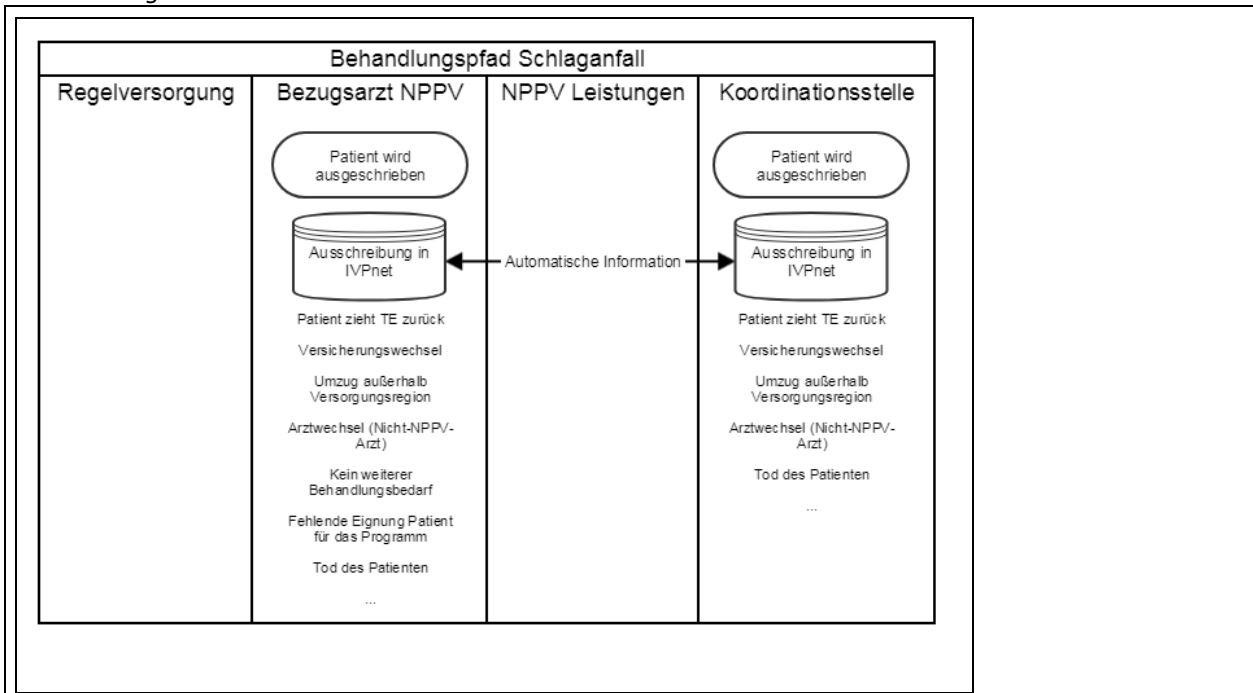 Behandlungspfad Schlaganfall
Regelversorgung
Bezugsarzt NPPV
NPPV Leistungen
Koordinationsstelle
Patient wird
ausgeschrieben
Patient wird
ausgeschrieben
Ausschreibung in
IVPnet
Automatische Information
Ausschreibung in
IVPnet
Patient zieht TE zurück
Versicherungswechsel
Umzug außerhalb
Versorgungsregion
Arztwechsel (Nicht-NPPV-
Arzt)
Kein weiterer
Behandlungsbedarf
Fehlende Eignung Patient
für das Programm
Tod des Patienten
...
Patient zieht TE zurück
Versicherungswechsel
Umzug außerhalb
Versorgungsregion
Arztwechsel (Nicht-NPPV-
Arzt)
Tod des Patienten
...